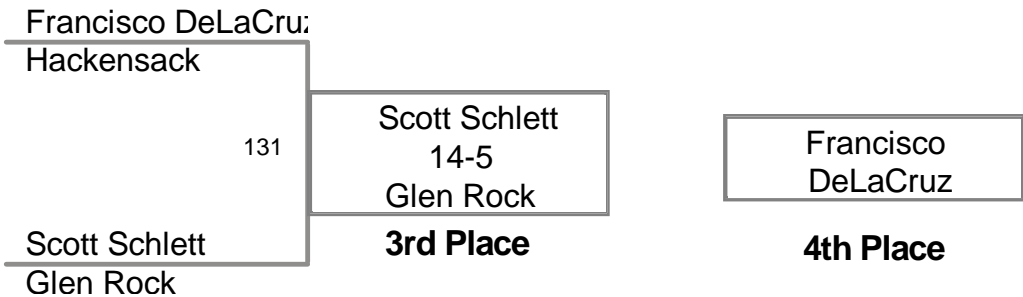 Francisco DeLaCruz
Hackensack
131
Scott Schlett
Glen Rock
Scott Schlett
14-5
Glen Rock
3rd Place
Francisco
DeLaCruz
4th Place